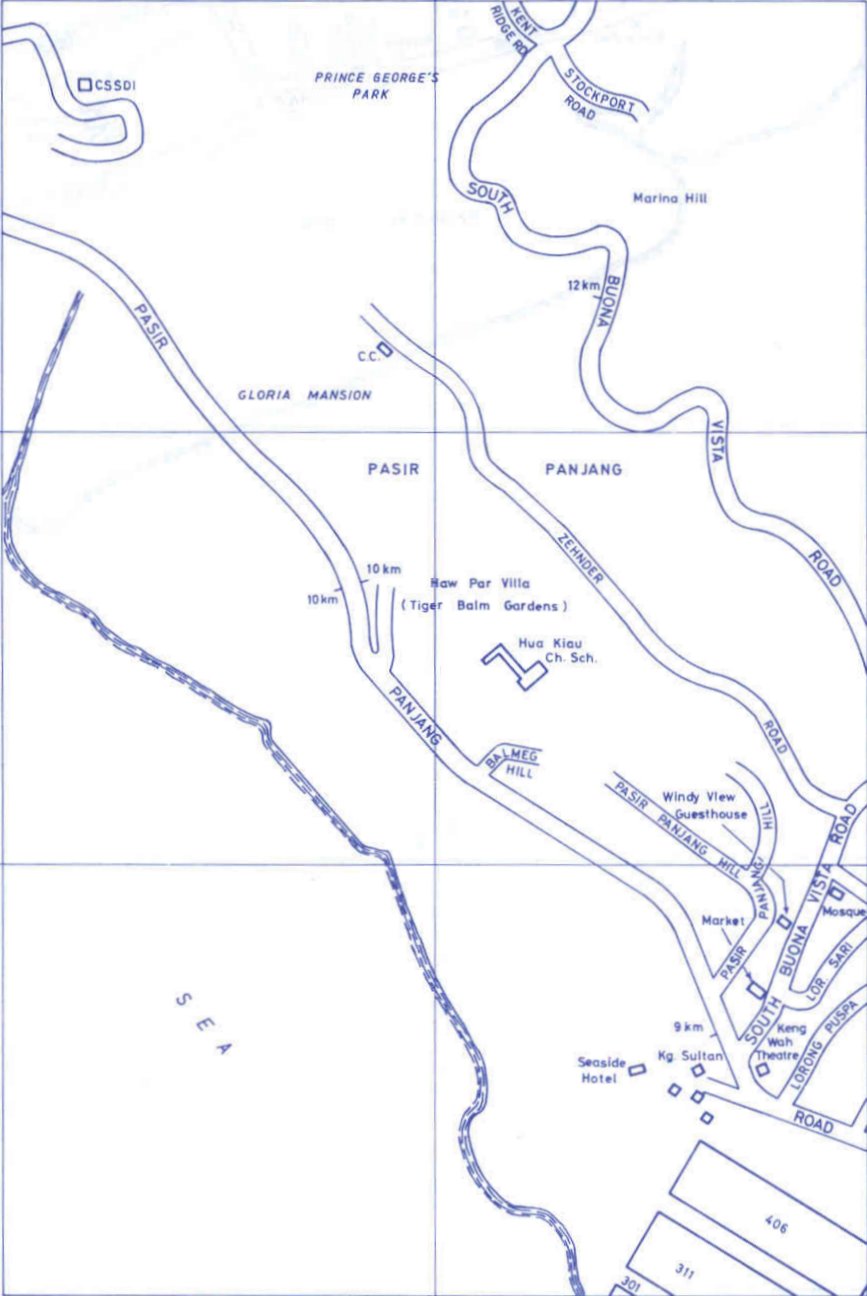 KENT
RIDGE RD
CSSDI
PRINCE GEORGE'S
PARK
STOCKPORT
ROAD
SOUTH
Marina Hill
12 km
BUONA
PASIR
C.C.
GLORIA MANSION
VISTA
PASIR PANJANG
ZEHNDER
ROAD
10 km
10 km
Haw Par Villa
(Tiger Balm Gardens)
Hua Kiau
Ch. Sch.
PANJANG
ROAD
BALMEG
HILL
PASIR PANJANG HILL
Windy View
Guesthouse
HILL
ROAD
VISTA
PANJANG
Mosque
Market
BUONA
LOR. SARI
PASIR
SEA
SOUTH
LORONG PUSPA
9 km
Keng
Wah
Theatre
Kg. Sultan
Seaside
Hotel
ROAD
406
311
301